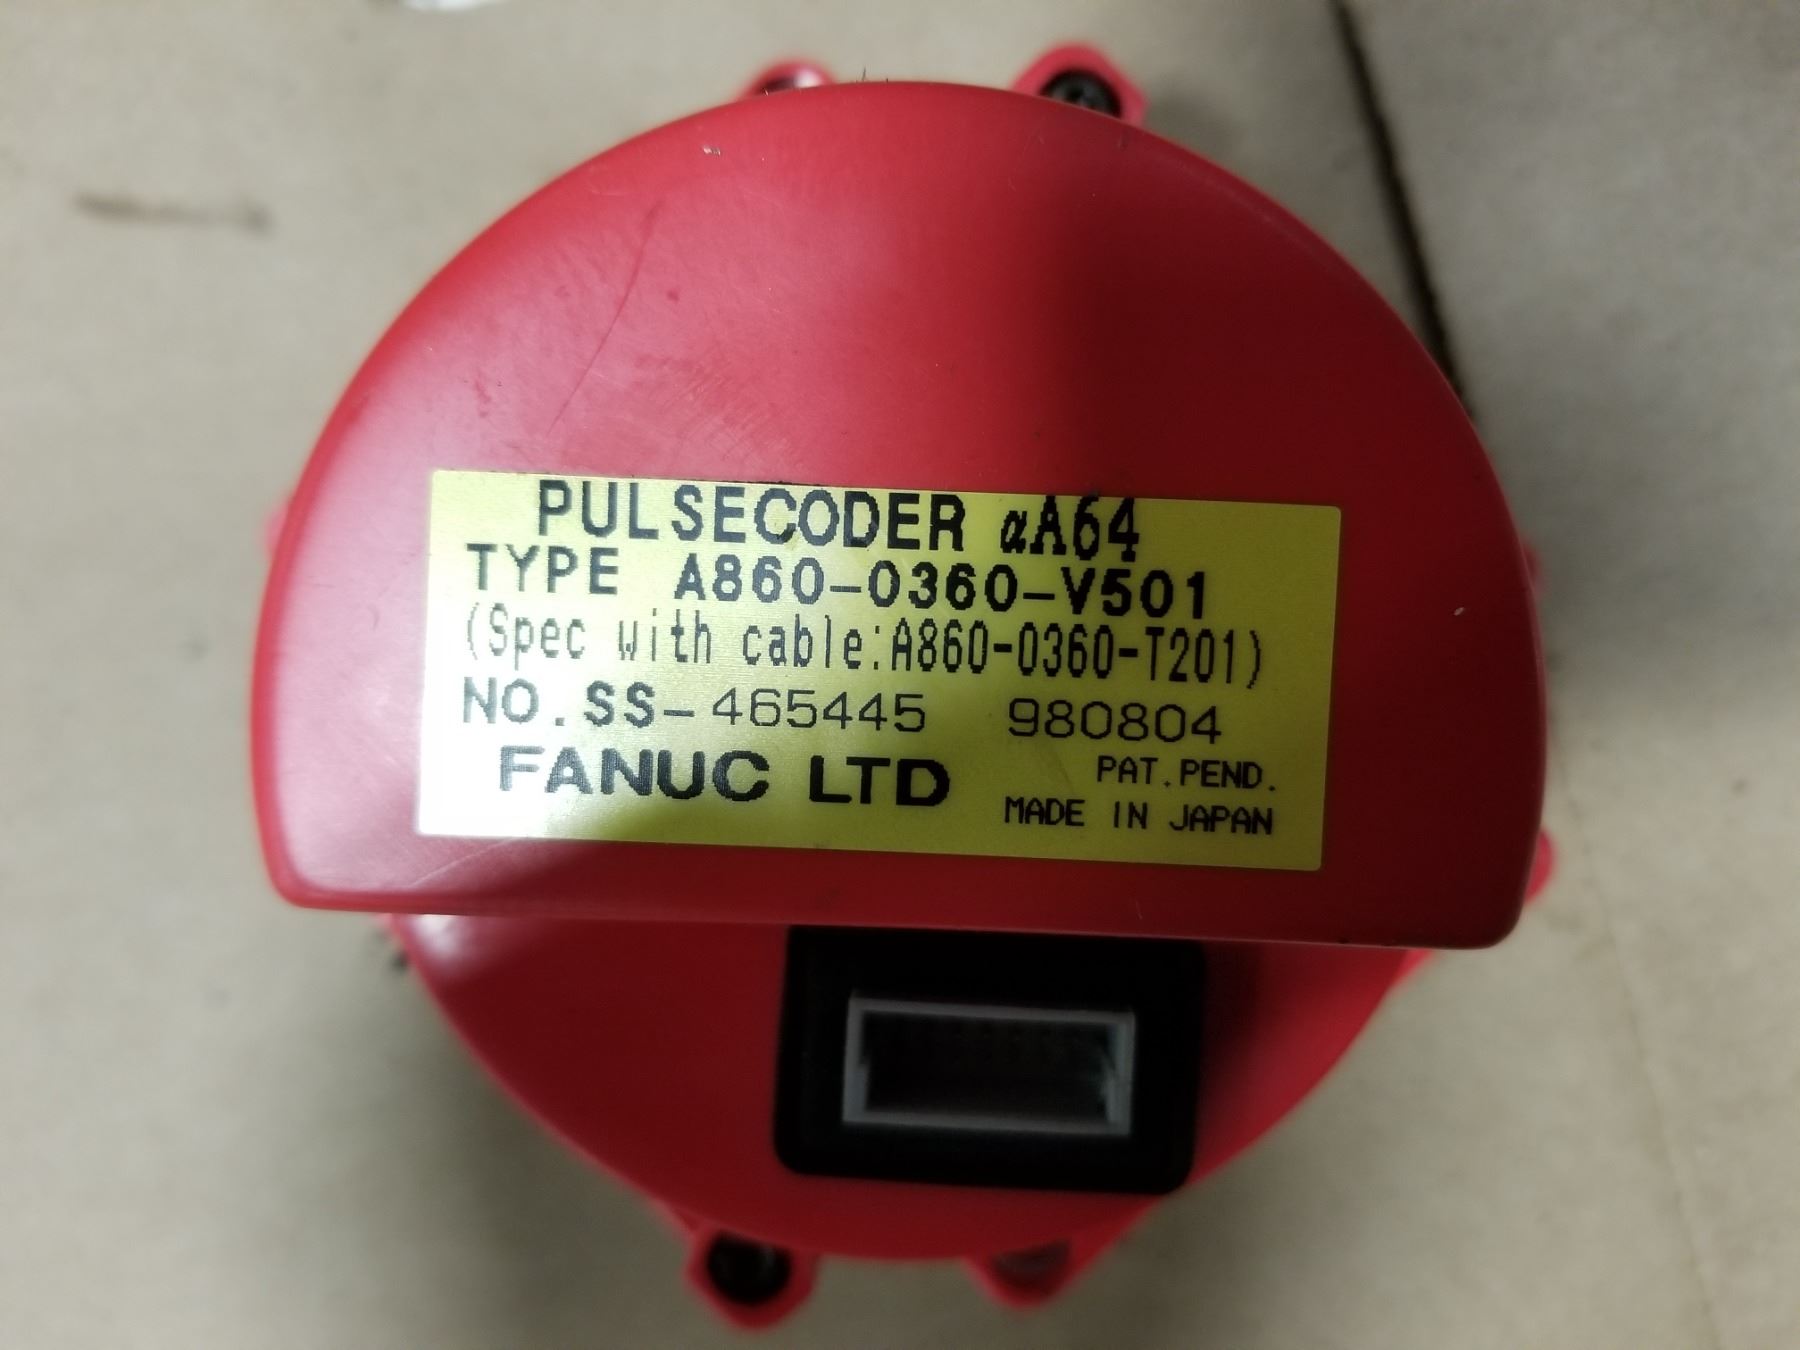 PULSECODER αA64
TYPE A860-0360-V501
(Spec with cable:A860-0360-T201)
NO.SS-465445 980804
FANUC LTD PAT.PEND.
MADE IN JAPAN